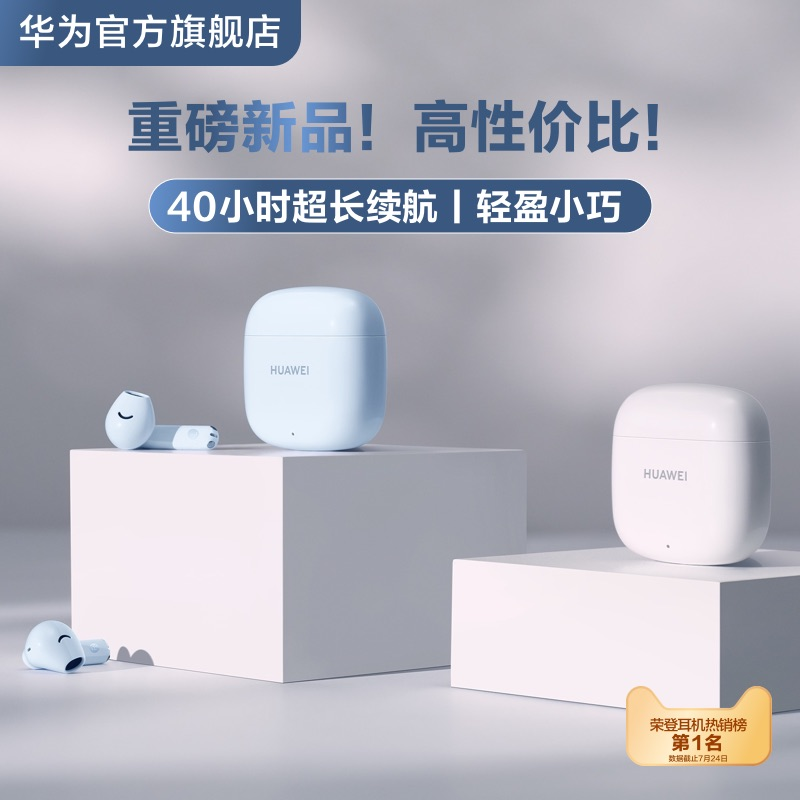 华为官方旗舰店
重磅新品！高性价比！
40小时超长续航丨轻盈小巧
HUAWEI
HUAWEI
荣登耳机热销榜
第1名
数据截止7月24日